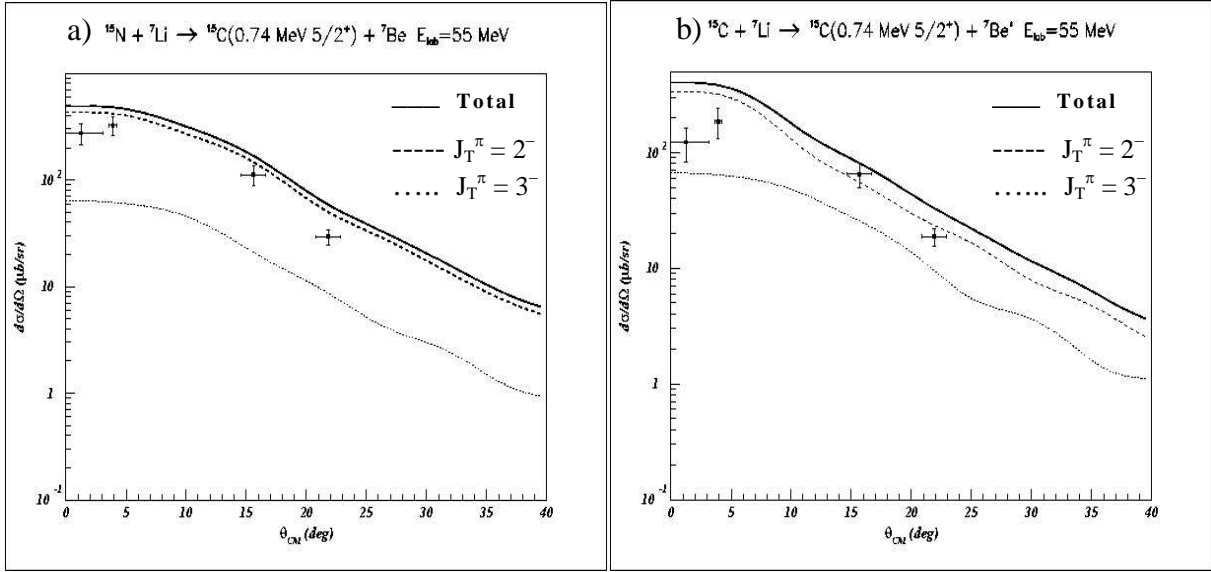 a) ¹⁵N + ⁷Li → ¹⁵C(0.74 MeV 5/2⁺) + ⁷Be E_lab=55 MeV
Total
J_T^π = 2⁻
J_T^π = 3⁻
dσ/dΩ (μb/sr)
10²
10
1
10⁻¹
0 5 10 15 20 25 30 35 40
θ_CM (deg)
b) ¹⁵C + ⁷Li → ¹⁵C(0.74 MeV 5/2⁺) + ⁷Be* E_lab=55 MeV
Total
J_T^π = 2⁻
J_T^π = 3⁻
dσ/dΩ (μb/sr)
10²
10
1
10⁻¹
0 5 10 15 20 25 30 35 40
θ_CM (deg)